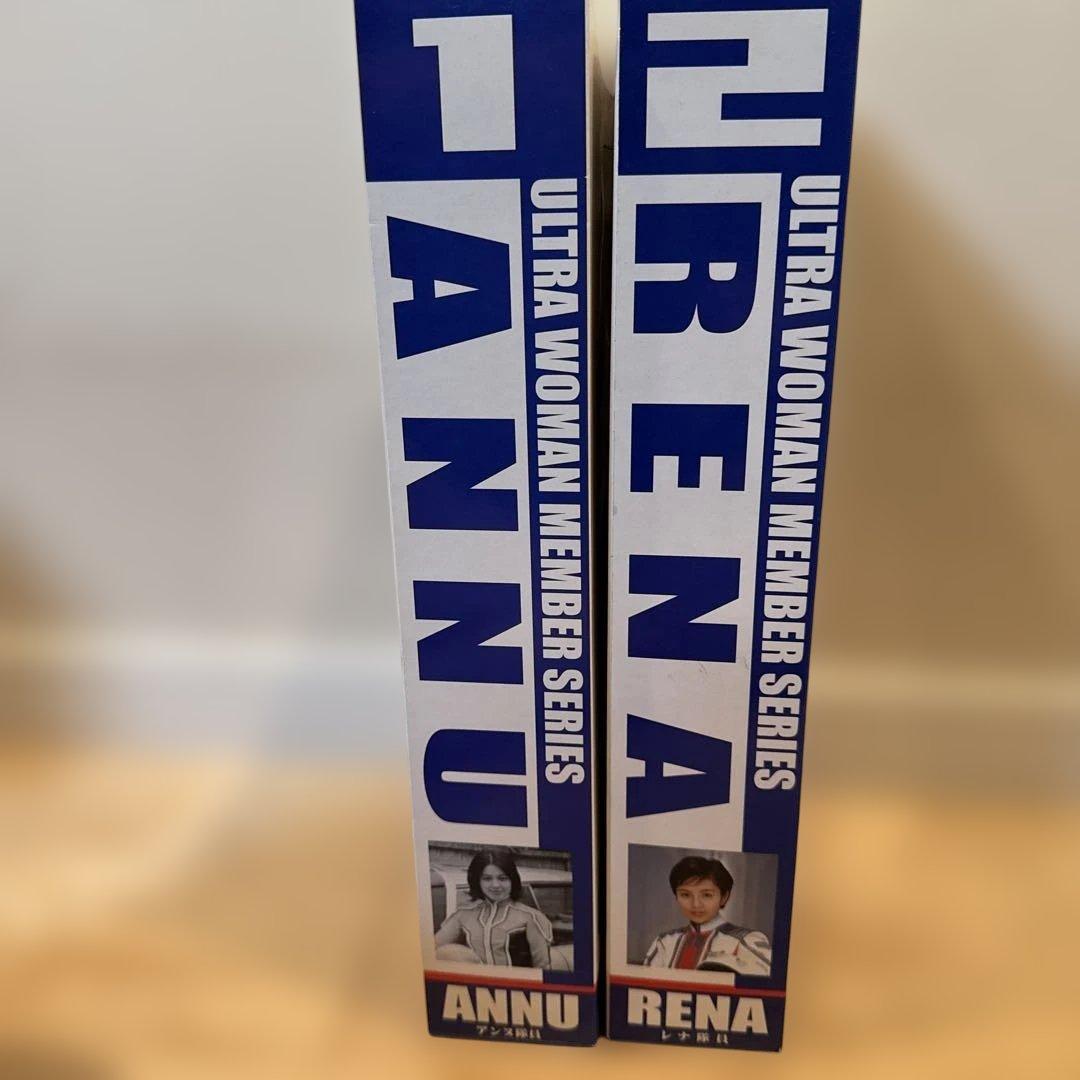 1
ANNU
ULTRA WOMAN MEMBER SERIES
ANNU
アンヌ隊員
2
RENA
ULTRA WOMAN MEMBER SERIES
RENA
レナ隊員